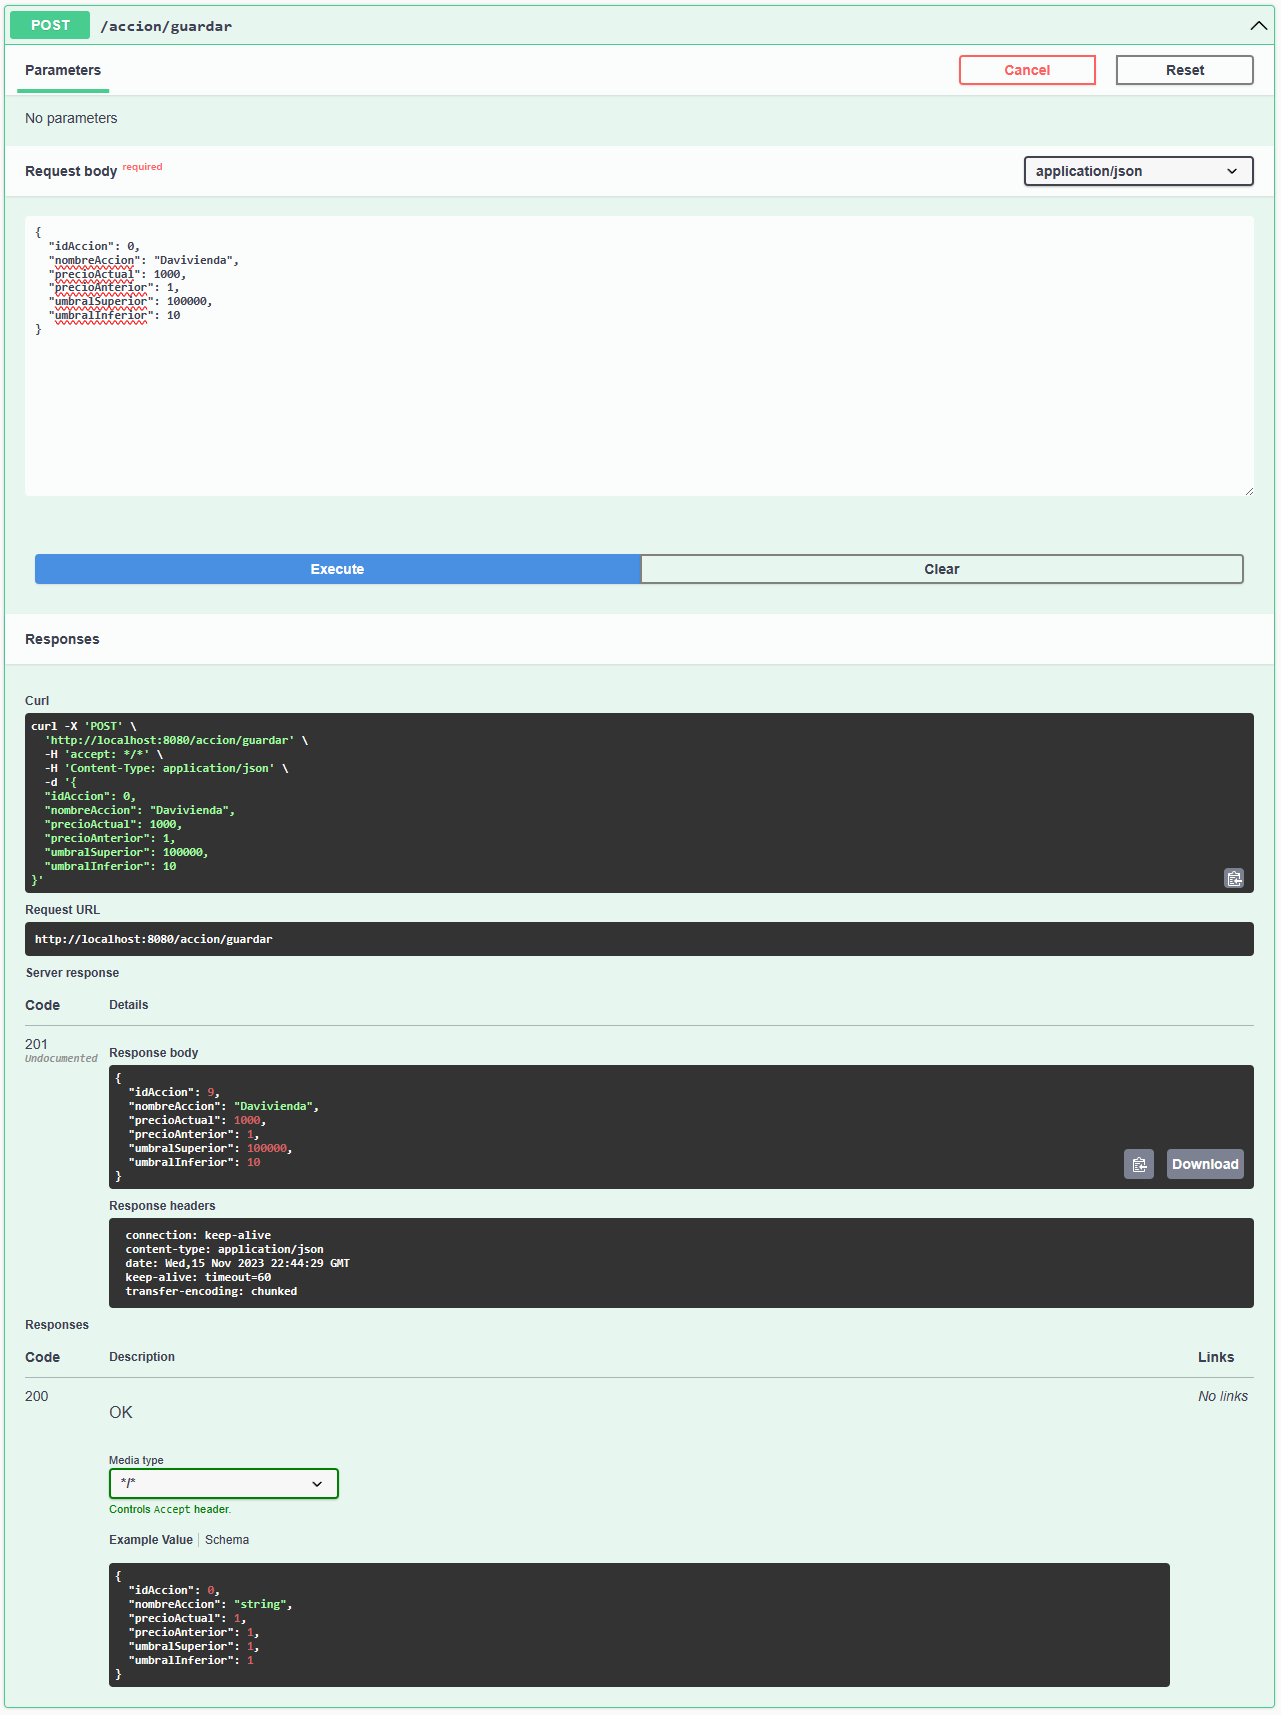 POST /accion/guardar
Parameters
Cancel
Reset
No parameters
Request body required
application/json
{
  "idAccion": 0,
  "nombreAccion": "Davivienda",
  "precioActual": 1000,
  "precioAnterior": 1,
  "umbralSuperior": 100000,
  "umbralInferior": 10
}
Execute
Clear
Responses
Curl
curl -X 'POST' \
  'http://localhost:8080/accion/guardar' \
  -H 'accept: */*' \
  -H 'Content-Type: application/json' \
  -d '{
  "idAccion": 0,
  "nombreAccion": "Davivienda",
  "precioActual": 1000,
  "precioAnterior": 1,
  "umbralSuperior": 100000,
  "umbralInferior": 10
}'
Request URL
http://localhost:8080/accion/guardar
Server response
Code Details
201
Undocumented
Response body
{
  "idAccion": 9,
  "nombreAccion": "Davivienda",
  "precioActual": 1000,
  "precioAnterior": 1,
  "umbralSuperior": 100000,
  "umbralInferior": 10
}
Download
Response headers
connection: keep-alive
content-type: application/json
date: Wed,15 Nov 2023 22:44:29 GMT
keep-alive: timeout=60
transfer-encoding: chunked
Responses
Code Description Links
200
OK
No links
Media type
*/*
Controls Accept header.
Example Value Schema
{
  "idAccion": 0,
  "nombreAccion": "string",
  "precioActual": 1,
  "precioAnterior": 1,
  "umbralSuperior": 1,
  "umbralInferior": 1
}